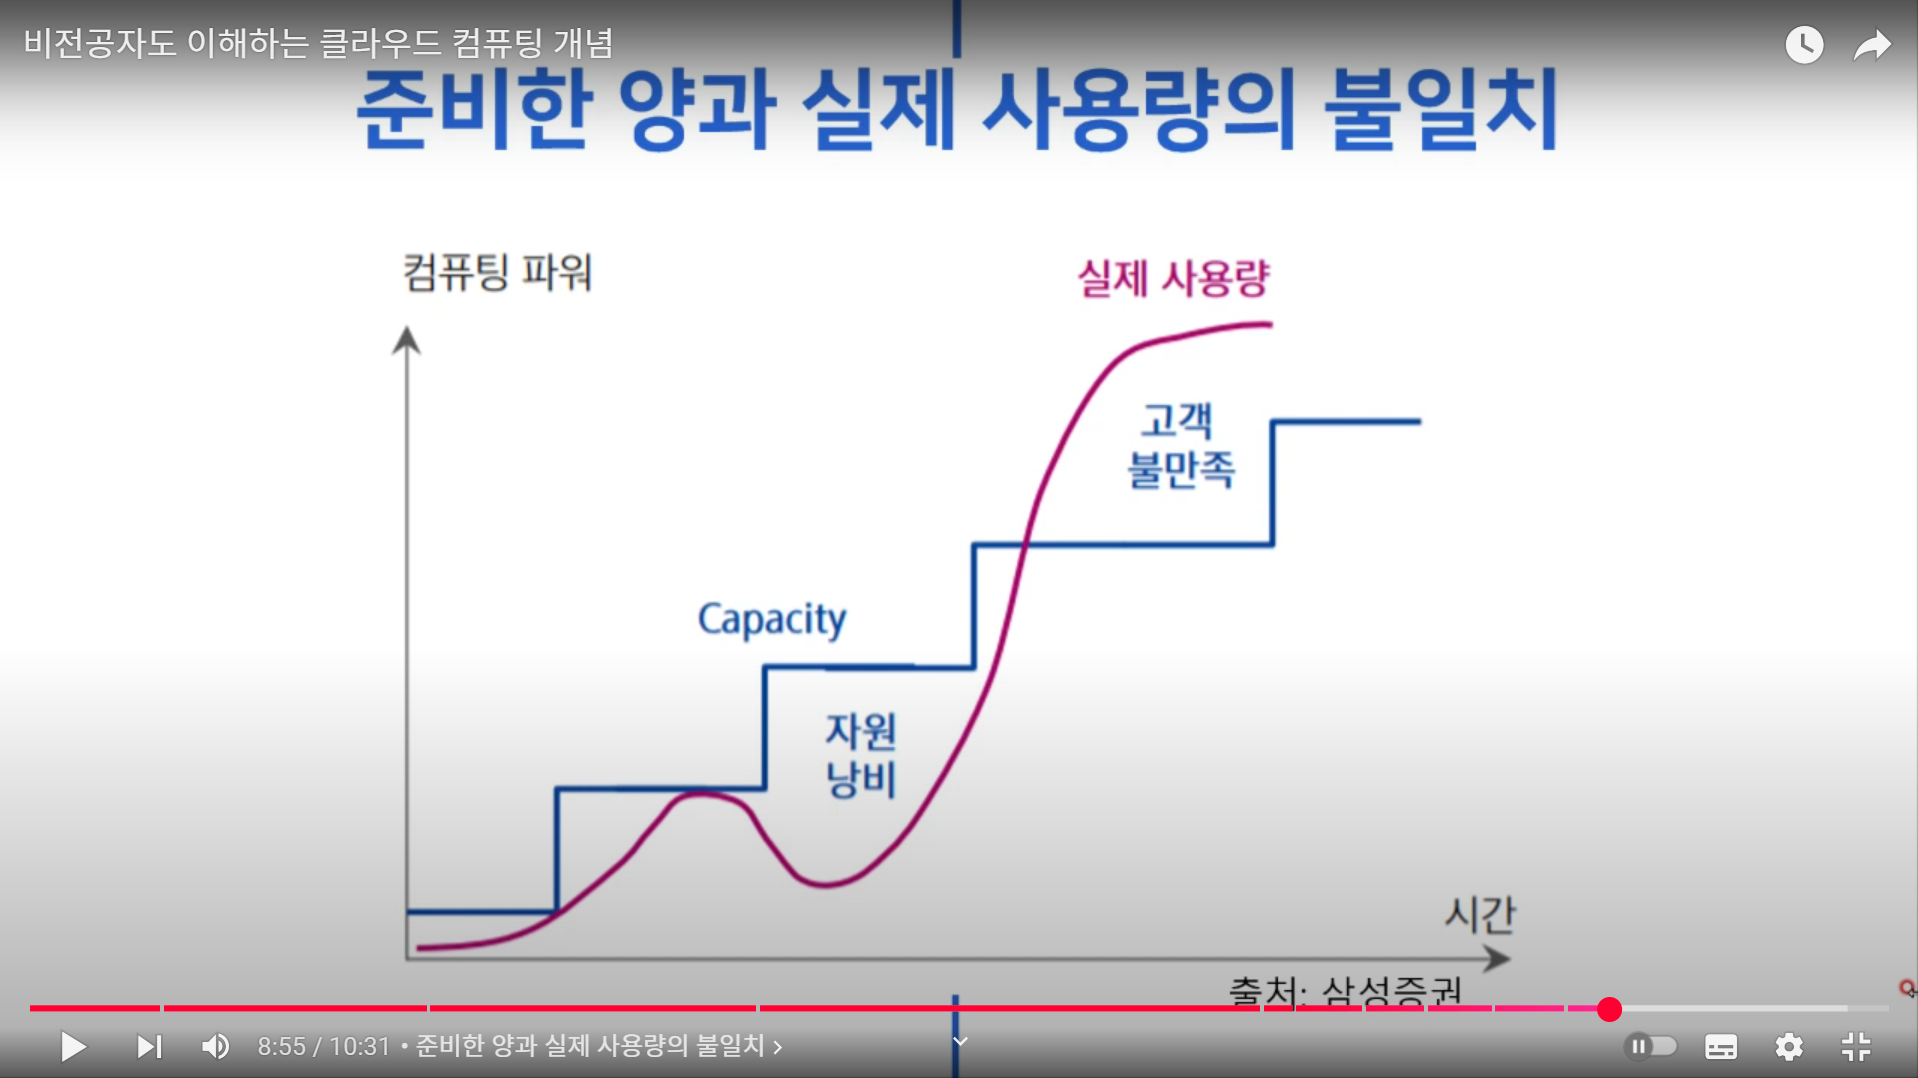 비전공자도 이해하는 클라우드 컴퓨팅 개념
준비한 양과 실제 사용량의 불일치
컴퓨팅 파워
실제 사용량
고객
불만족
Capacity
자원
낭비
시간
출처: 삼성증권
8:55 / 10:31 • 준비한 양과 실제 사용량의 불일치 >